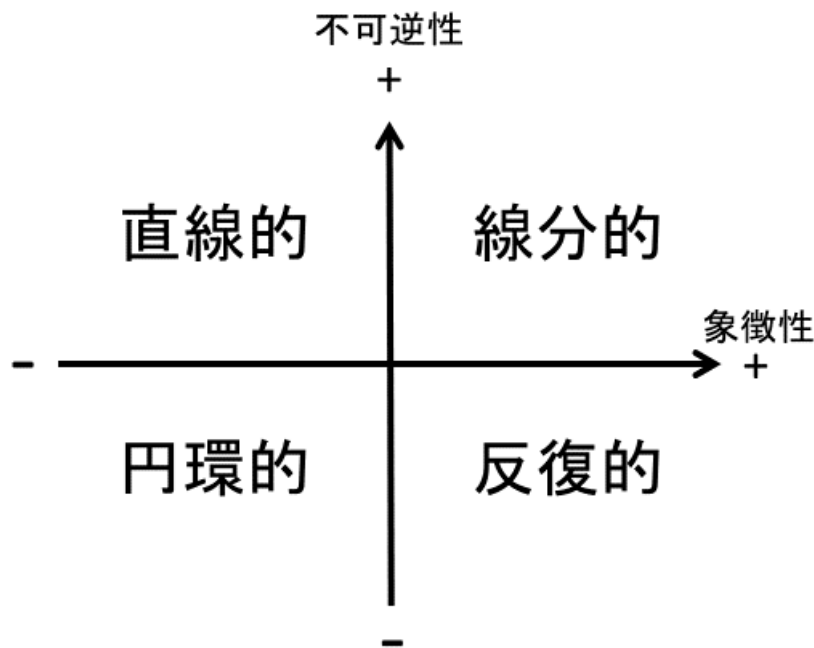 不可逆性
+
直線的 線分的
象徴性
- +
円環的 反復的
-